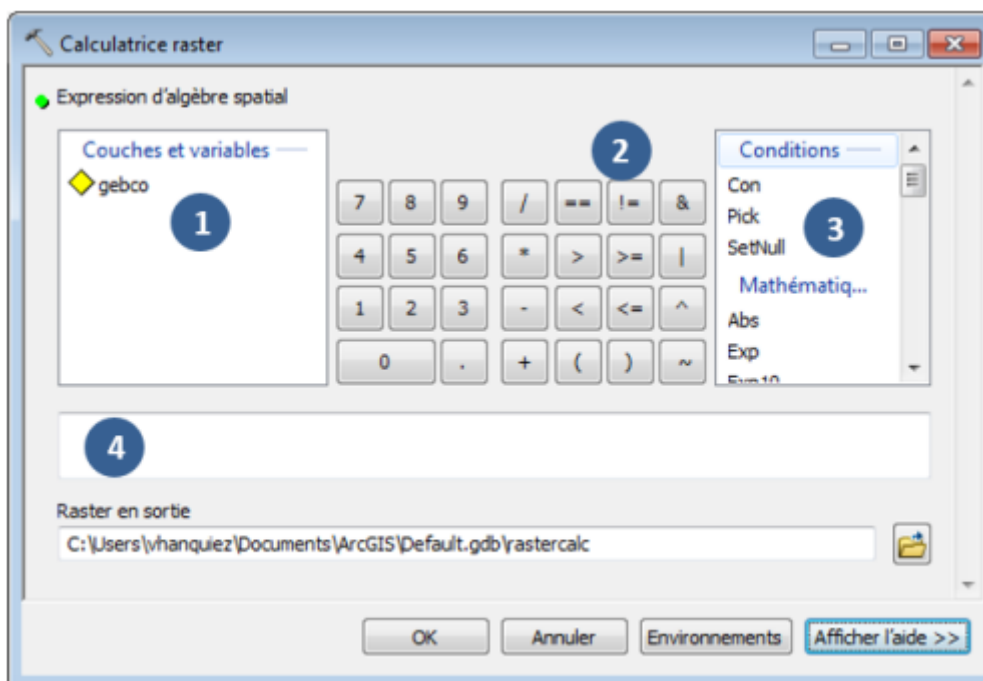 Calculatrice raster
Expression d'algèbre spatial
Couches et variables
gebco
1
2
7 8 9 / == != &
4 5 6 * > >= |
1 2 3 - < <= ^
0 . + ( ) ~
Conditions
Con
Pick
SetNull
3
Mathématiq...
Abs
Exp
Exp10
4
Raster en sortie
C:\Users\vhanquiez\Documents\ArcGIS\Default.gdb\rastercalc
OK Annuler Environnements Afficher l'aide >>